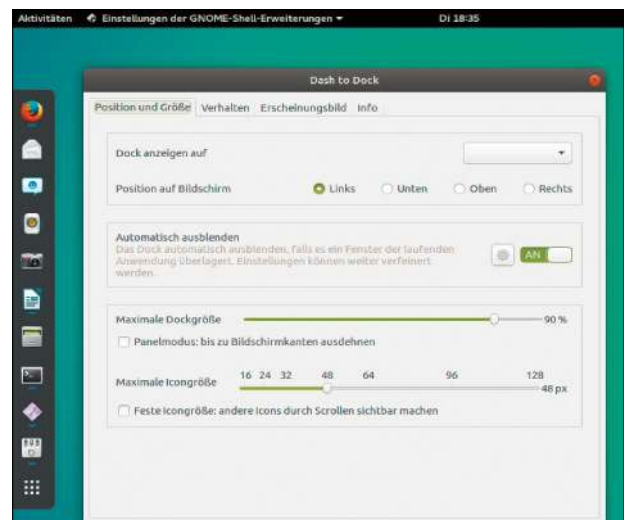 Aktivitäten Einstellungen der GNOME-Shell-Erweiterungen Di 18:35
Dash to Dock
Position und Größe Verhalten Erscheinungsbild Info
Dock anzeigen auf
Position auf Bildschirm Links Unten Oben Rechts
Automatisch ausblenden
Das Dock automatisch ausblenden, falls es ein Fenster der laufenden
Anwendung überlagert. Einstellungen können weiter verfeinert
werden.
AN
Maximale Dockgröße 90 %
Panelmodus: bis zu Bildschirmkanten ausdehnen
16 24 32 48 64 96 128
Maximale Icongröße 48 px
Feste Icongröße: andere Icons durch Scrollen sichtbar machen